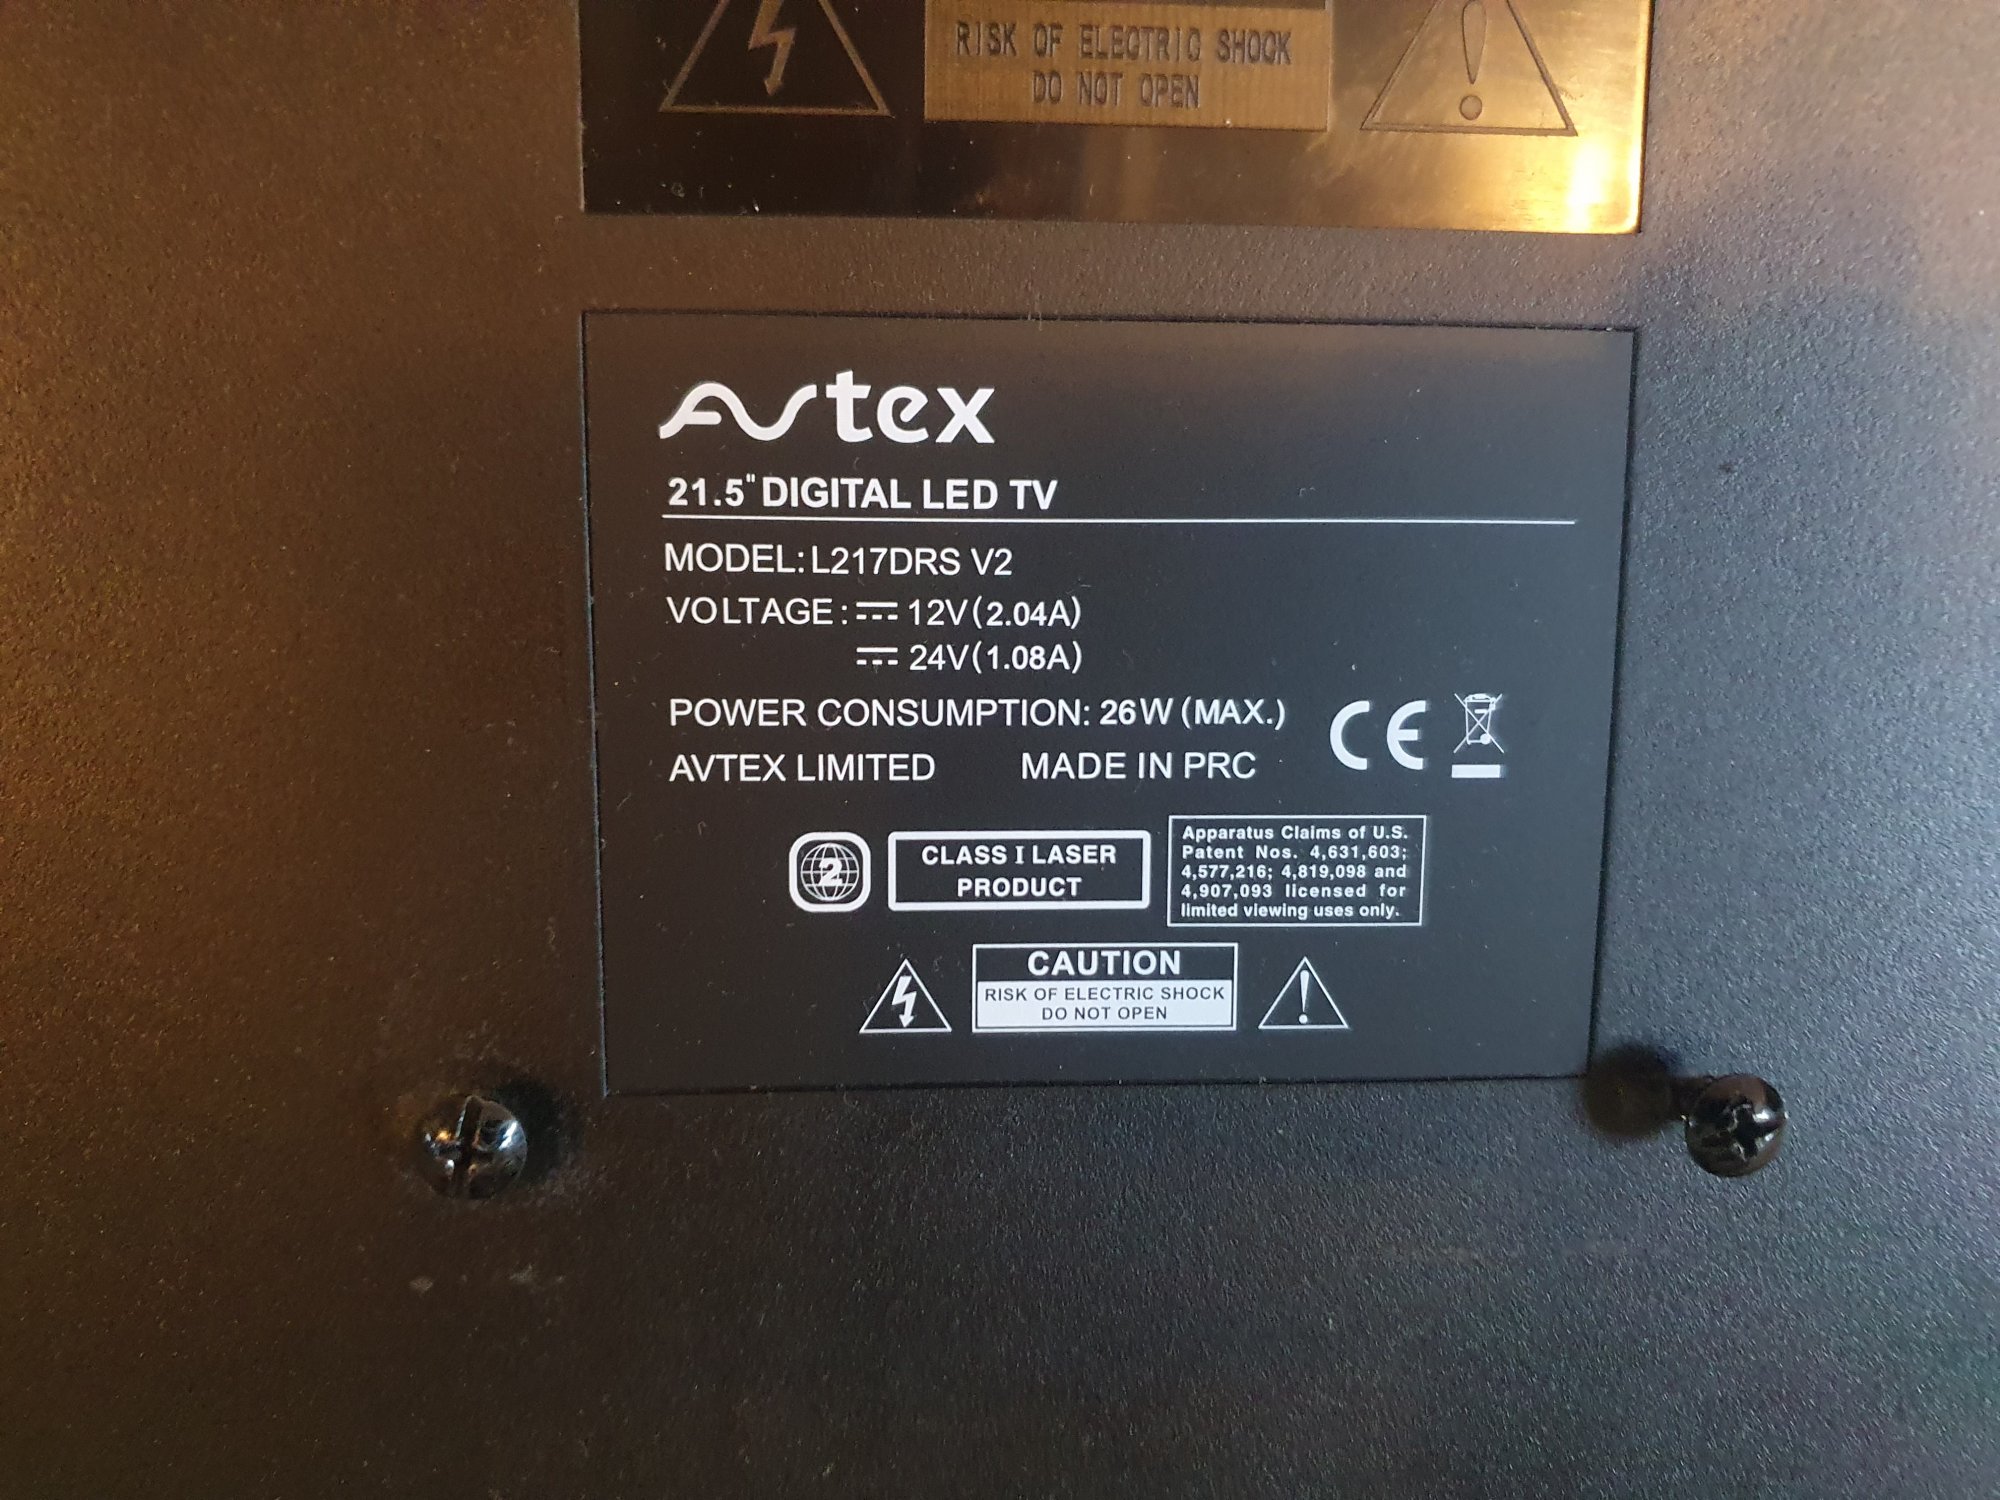 RISK OF ELECTRIC SHOCK
DO NOT OPEN
Avtex
21.5" DIGITAL LED TV
MODEL: L217DRS V2
VOLTAGE: ⎓ 12V (2.04A)
⎓ 24V (1.08A)
POWER CONSUMPTION: 26W (MAX.)
CE
AVTEX LIMITED MADE IN PRC
2
CLASS I LASER
PRODUCT
Apparatus Claims of U.S.
Patent Nos. 4,631,603;
4,577,216; 4,819,098 and
4,907,093 licensed for
limited viewing uses only.
CAUTION
RISK OF ELECTRIC SHOCK
DO NOT OPEN